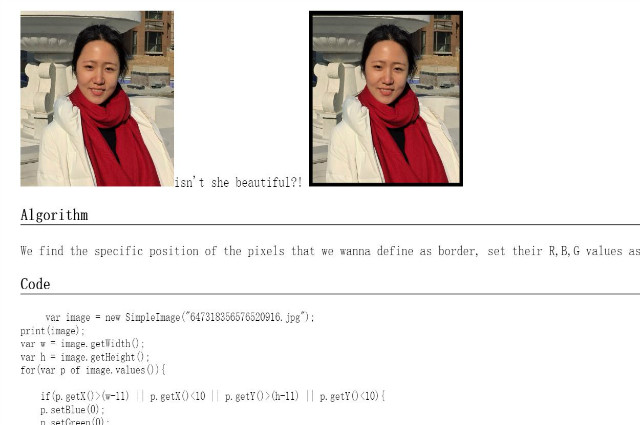 isn't she beautiful?!
Algorithm
We find the specific position of the pixels that we wanna define as border, set their R,B,G values as
Code
var image = new SimpleImage("647318356576520916.jpg");
print(image);
var w = image.getWidth();
var h = image.getHeight();
for(var p of image.values()){
if(p.getX()>(w-11) || p.getX()<10 || p.getY()>(h-11) || p.getY()<10){
p.setBlue(0);
p.setGreen(0);